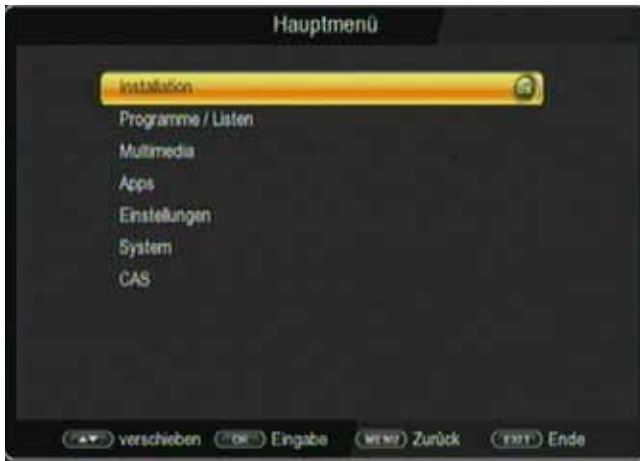 Hauptmenü
Installation
Programme / Listen
Multimedia
Apps
Einstellungen
System
CAS
▲▼ verschieben OK Eingabe MENU Zurück EXIT Ende